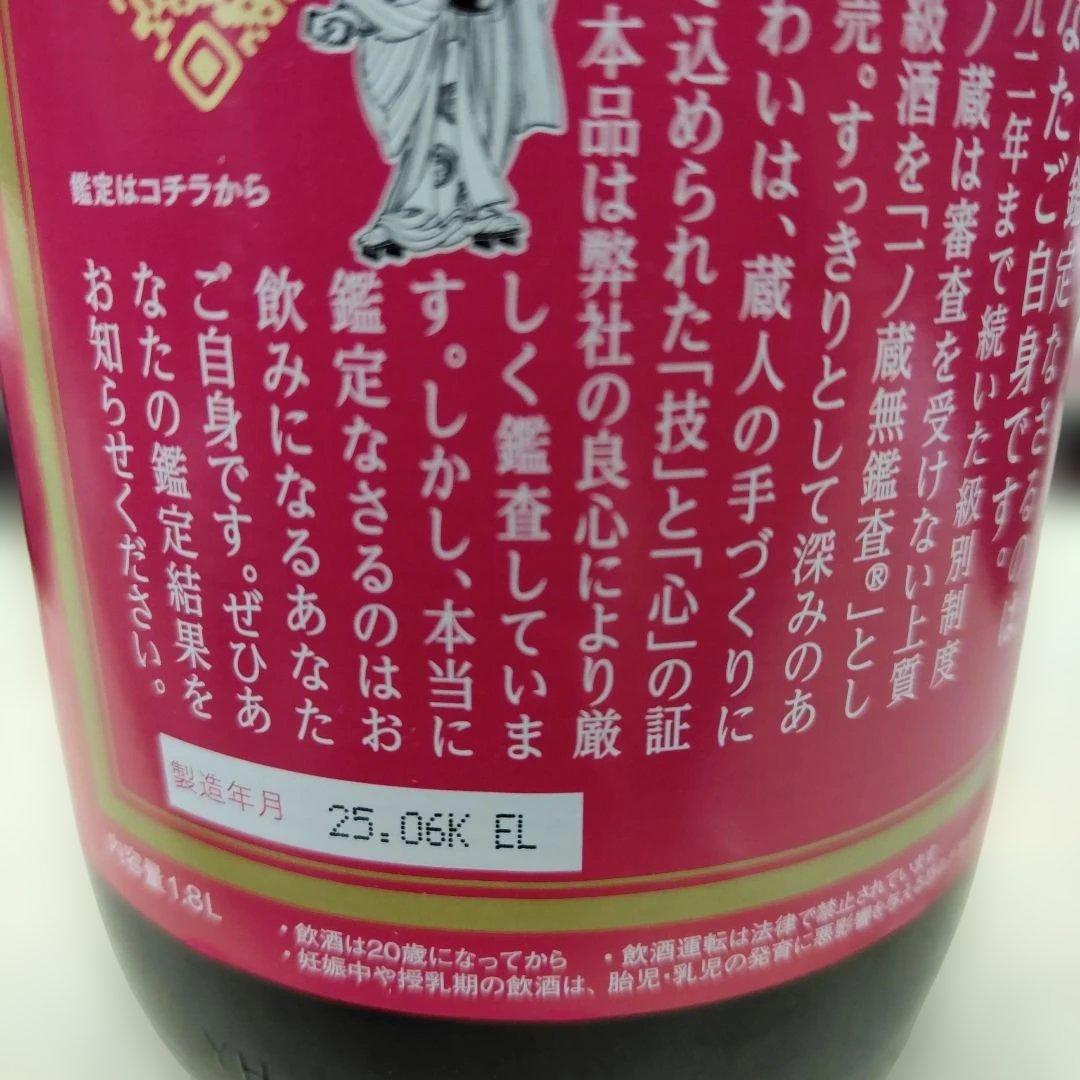 鑑定なさるのは
なたご自身です。
二年まで続いた級別制度
ノ蔵は審査を受けない上質
級酒を「一ノ蔵無鑑査®」とし
売。すっきりとして深みのあ
わいは、蔵人の手づくりに
込められた「技」と「心」の証
本品は弊社の良心により厳
しく鑑査していま
す。しかし、本当に
鑑定なさるのはお
飲みになるあなた
ご自身です。ぜひあ
なたの鑑定結果を
お知らせください。
鑑定はコチラから
製造年月 25.06K EL
内容量1.8L
・飲酒は20歳になってから ・飲酒運転は法律で禁止されています
・妊娠中や授乳期の飲酒は、胎児・乳児の発育に悪影響を与える